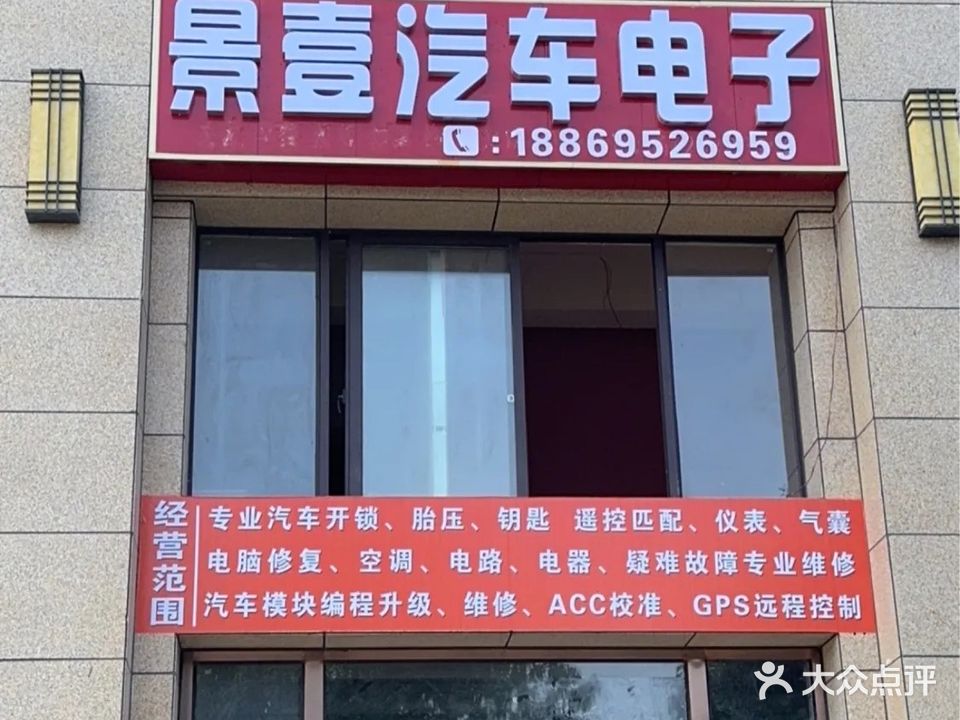 景壹汽车电子
:18869526959
经营范围
专业汽车开锁、胎压、钥匙 遥控匹配、仪表、气囊
电脑修复、空调、电路、电器、疑难故障专业维修
汽车模块编程升级、维修、ACC校准、GPS远程控制
大众点评